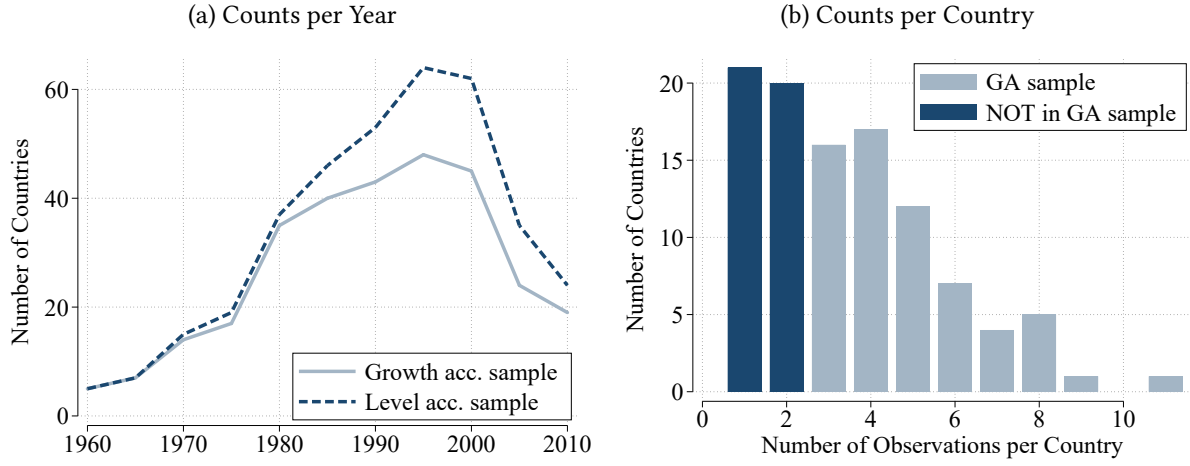 (a) Counts per Year
Number of Countries
60
40
20
0
1960
1970
1980
1990
2000
2010
Growth acc. sample
Level acc. sample
(b) Counts per Country
Number of Countries
20
15
10
5
0
0
2
4
6
8
10
Number of Observations per Country
GA sample
NOT in GA sample